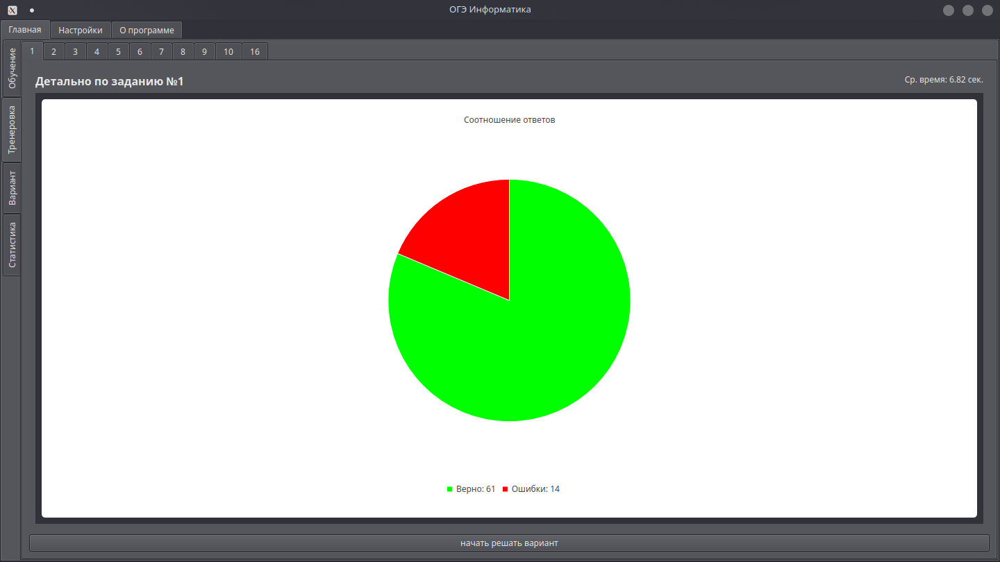 ОГЭ Информатика
Главная Настройки О программе
Обучение
Тренеровка
Вариант
Статистика
1 2 3 4 5 6 7 8 9 10 16
Детально по заданию №1
Ср. время: 6.82 сек.
Соотношение ответов
Верно: 61 Ошибки: 14
начать решать вариант